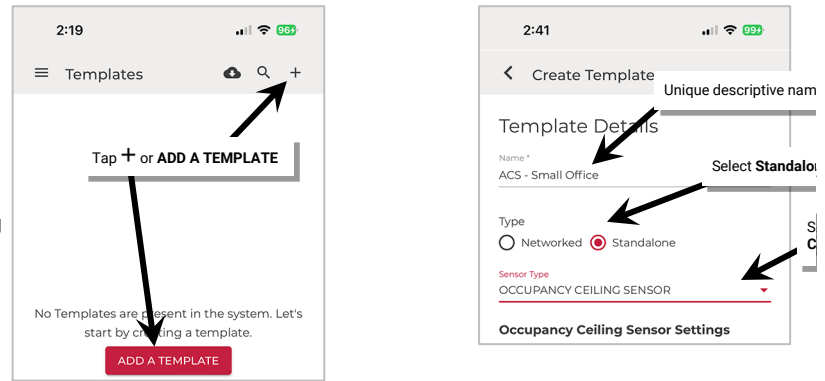 2:19
96
Templates
Tap + or ADD A TEMPLATE
No Templates are present in the system. Let's
start by creating a template.
ADD A TEMPLATE
2:41
99
Create Template
Unique descriptive nam
Template Details
Name *
ACS - Small Office
Select Standalo
Type
Networked
Standalone
Sensor Type
OCCUPANCY CEILING SENSOR
S
C
Occupancy Ceiling Sensor Settings